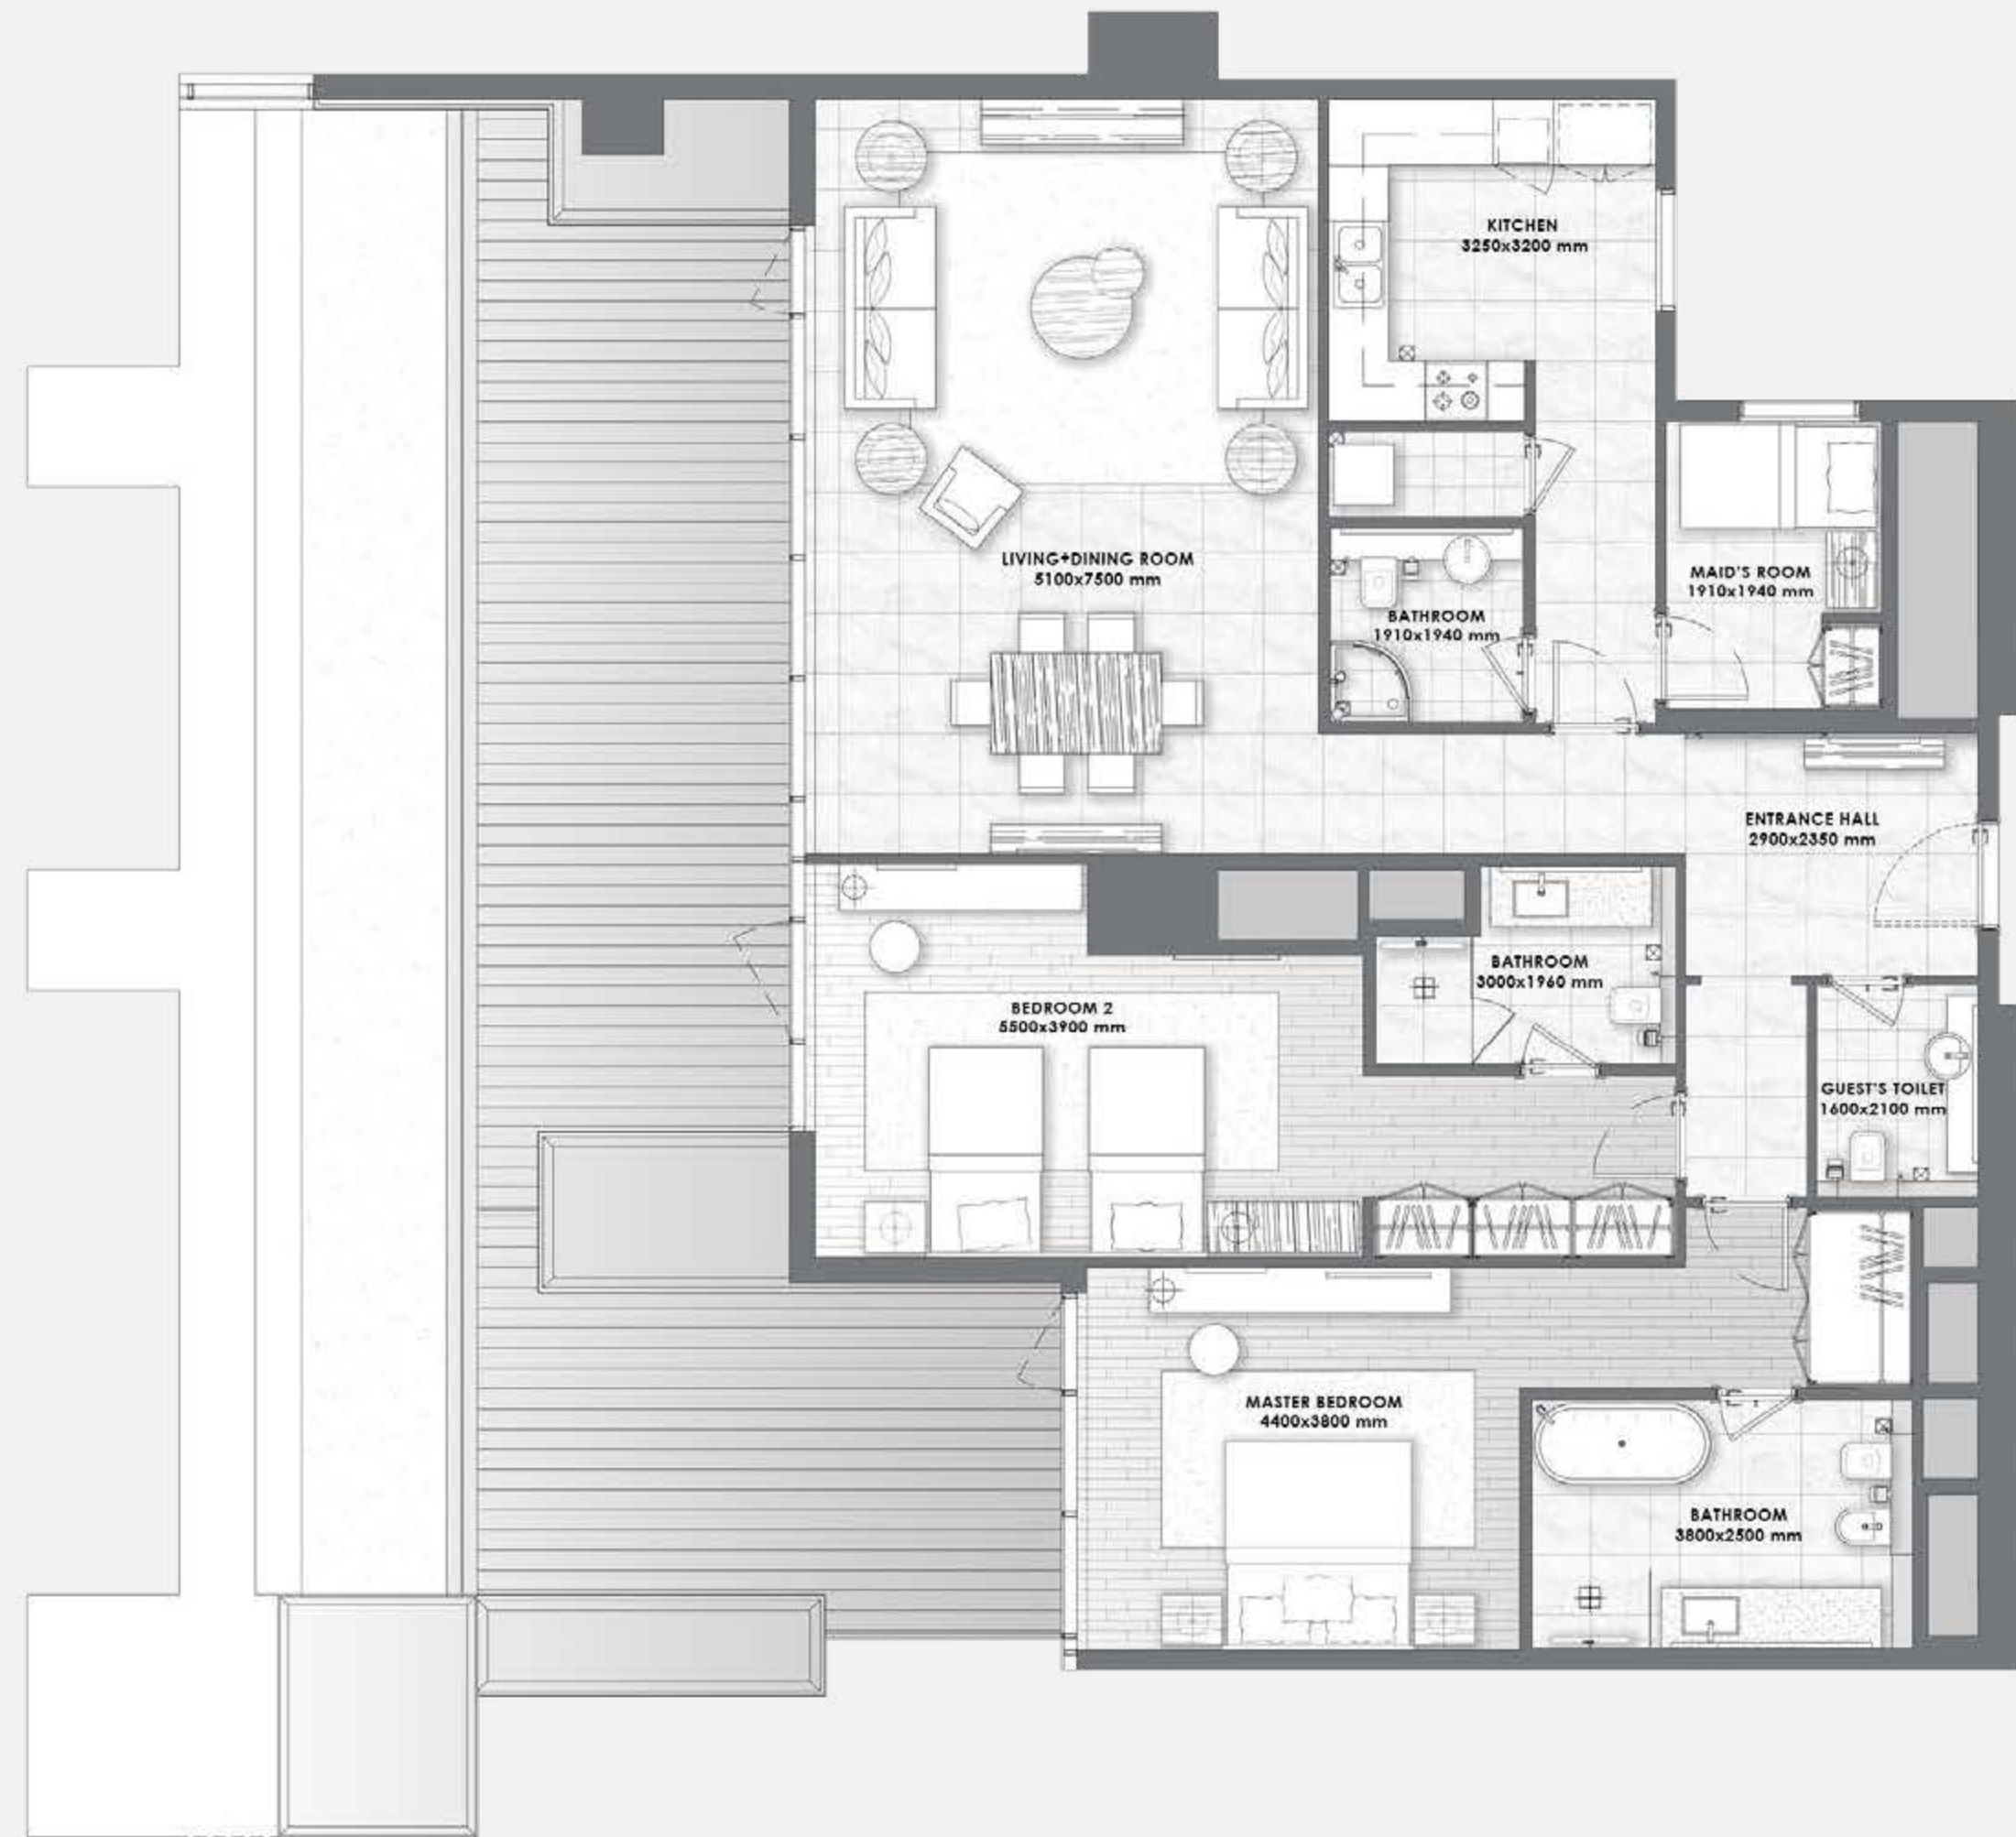 KITCHEN
3250x3200 mm
LIVING+DINING ROOM
5100x7500 mm
MAID'S ROOM
1910x1940 mm
BATHROOM
1910x1940 mm
ENTRANCE HALL
2900x2350 mm
BATHROOM
3000x1960 mm
BEDROOM 2
5500x3900 mm
GUEST'S TOILET
1600x2100 mm
MASTER BEDROOM
4400x3800 mm
BATHROOM
3800x2500 mm